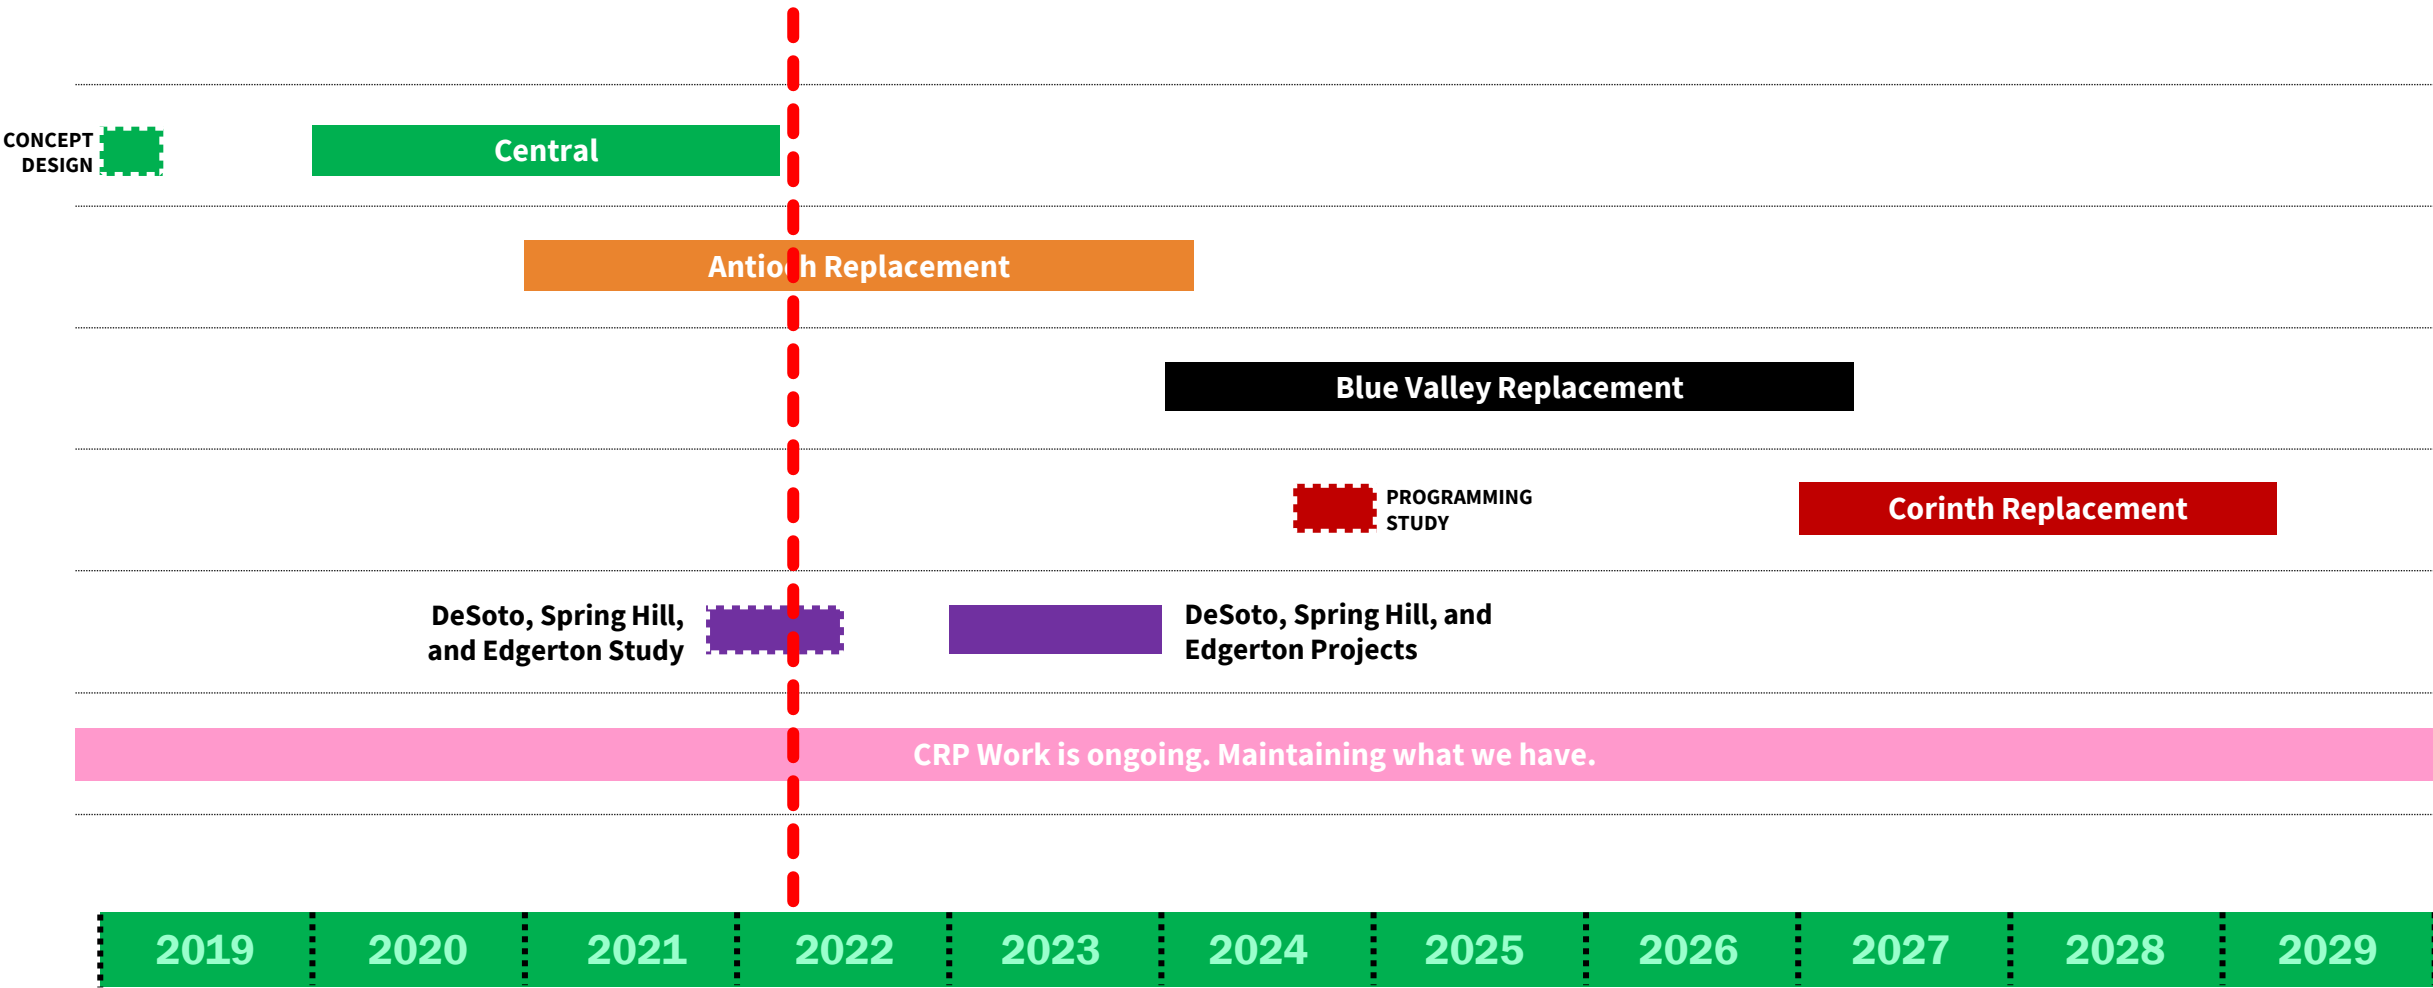 CONCEPT
DESIGN
Central
Antioch Replacement
Blue Valley Replacement
PROGRAMMING
STUDY
Corinth Replacement
DeSoto, Spring Hill,
and Edgerton Study
DeSoto, Spring Hill, and
Edgerton Projects
CRP Work is ongoing. Maintaining what we have.
2019 2020 2021 2022 2023 2024 2025 2026 2027 2028 2029